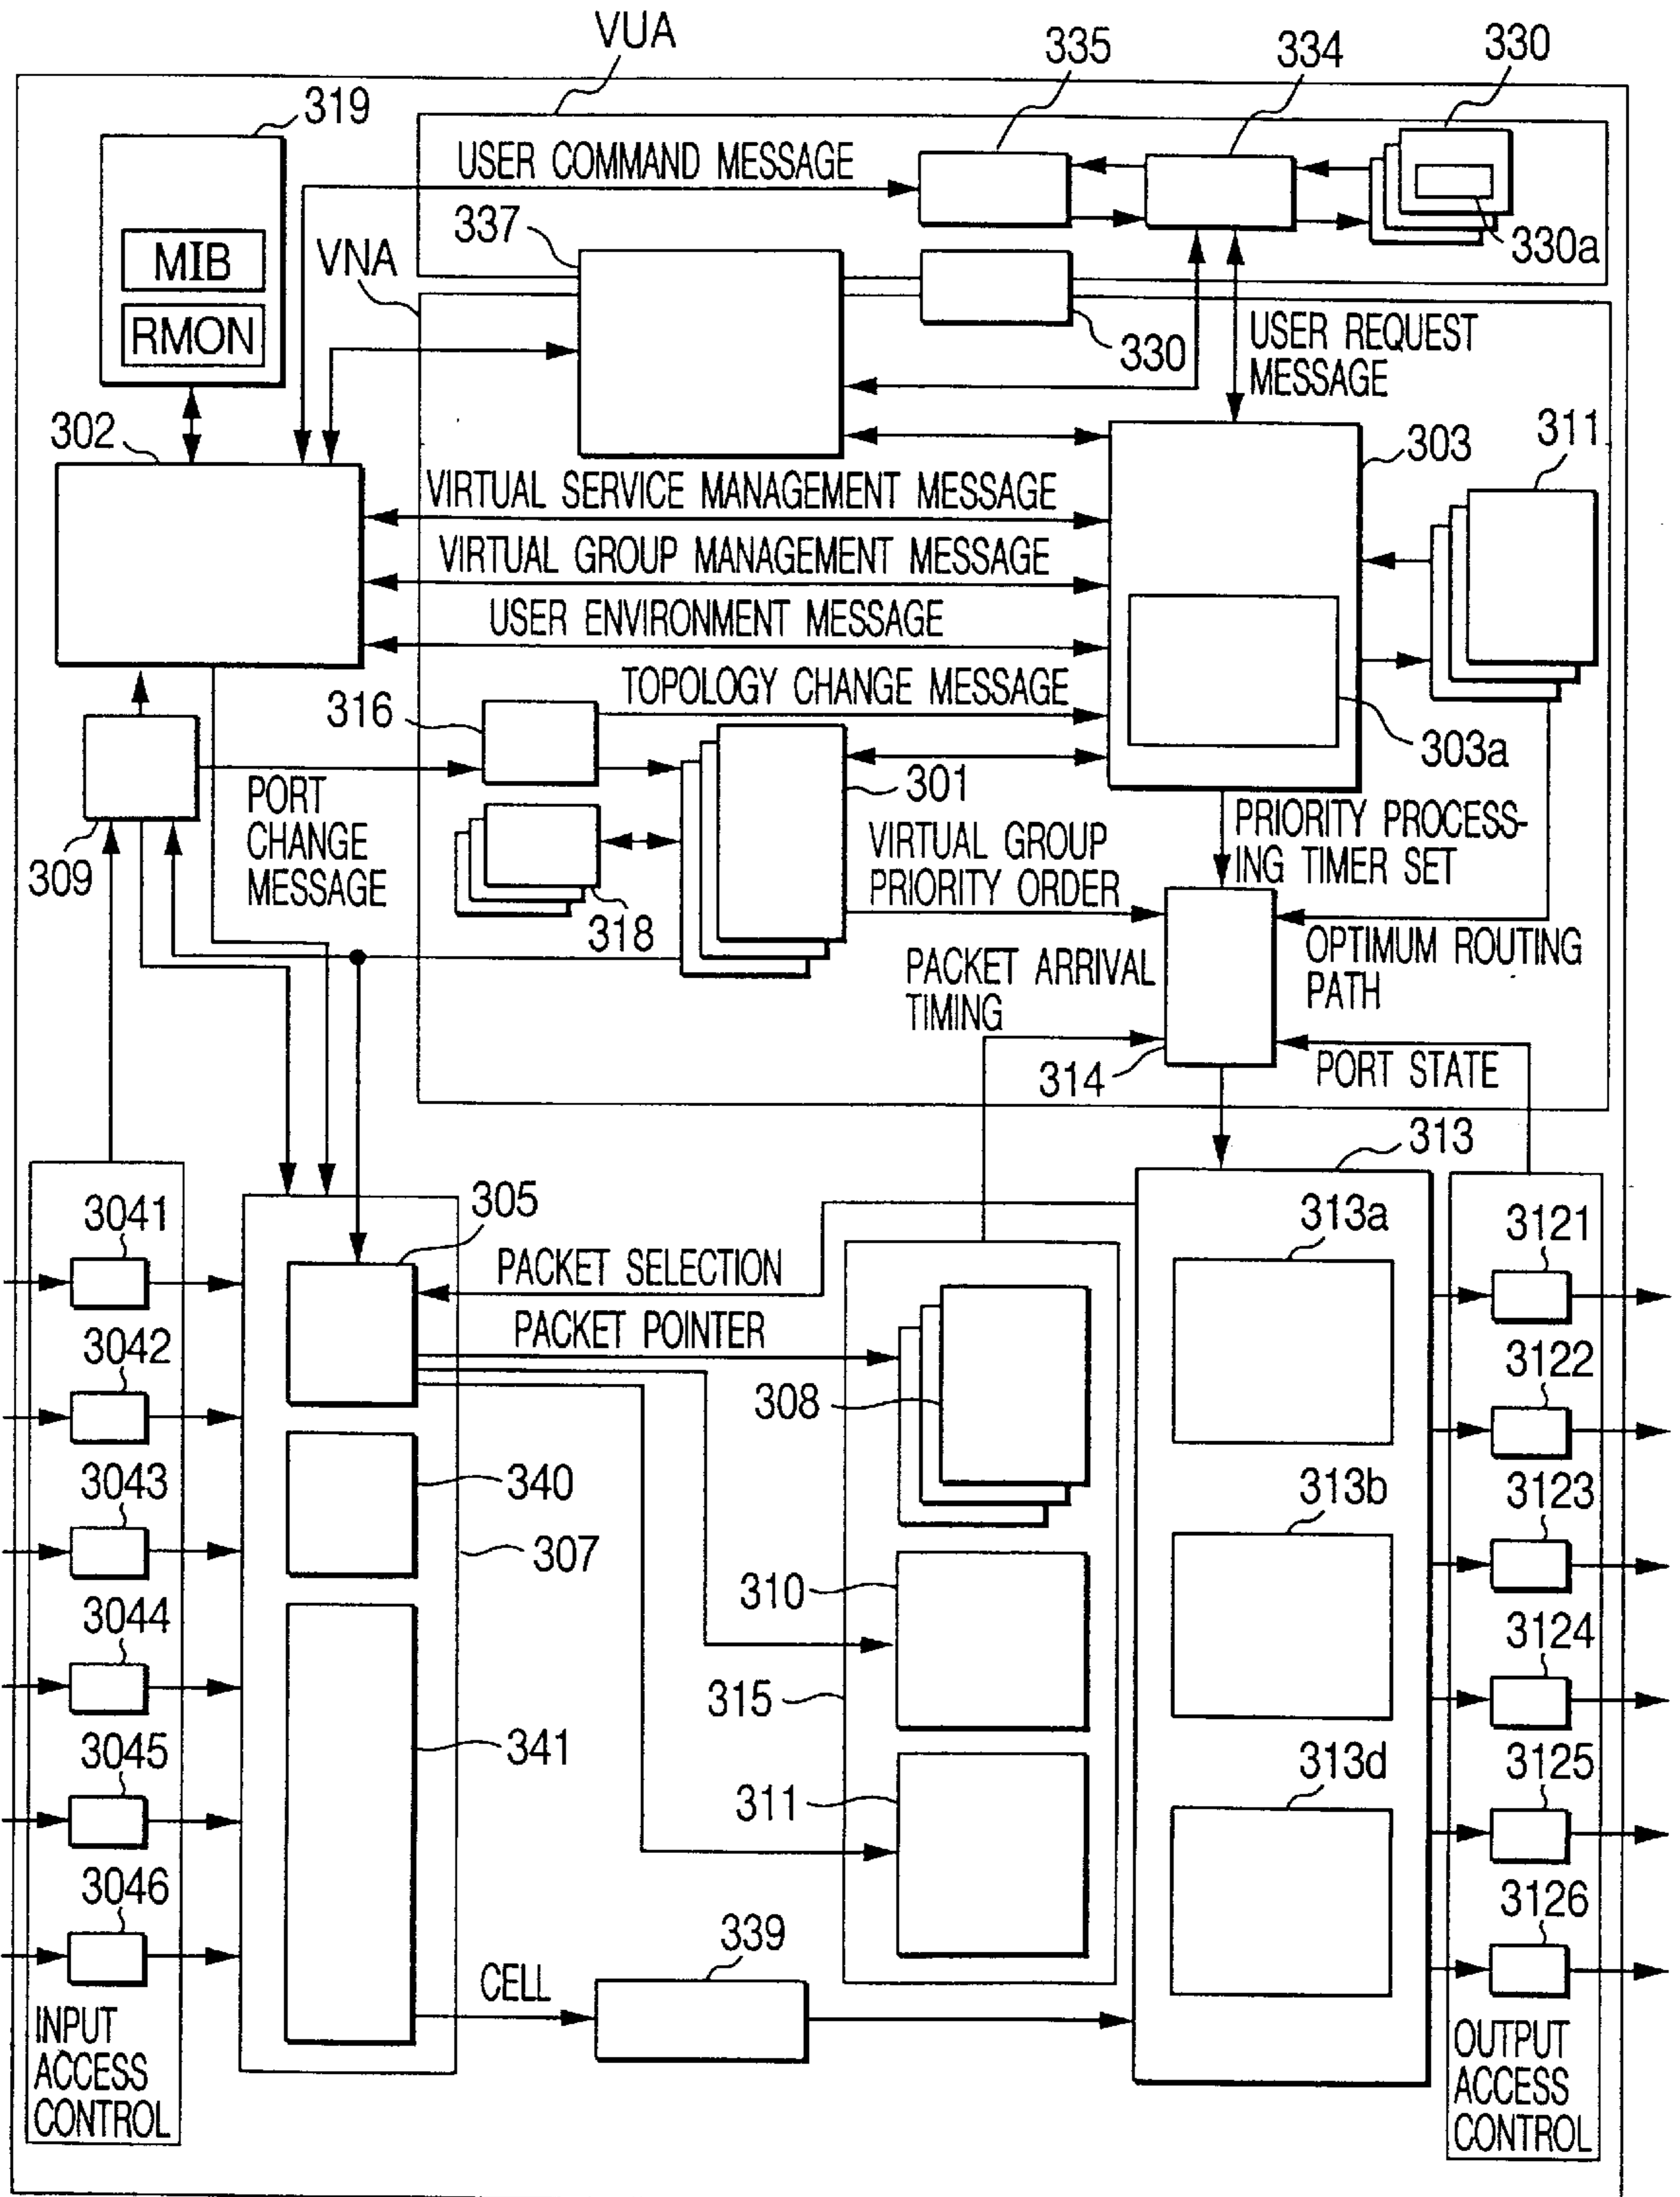 VUA
335
334
330
319
USER COMMAND MESSAGE
337
VNA
MIB
RMON
330a
330
USER REQUEST
MESSAGE
302
303
311
VIRTUAL SERVICE MANAGEMENT MESSAGE
VIRTUAL GROUP MANAGEMENT MESSAGE
USER ENVIRONMENT MESSAGE
TOPOLOGY CHANGE MESSAGE
316
303a
301
PORT
CHANGE
MESSAGE
309
318
VIRTUAL GROUP
PRIORITY ORDER
PRIORITY PROCESS-
ING TIMER SET
PACKET ARRIVAL
TIMING
OPTIMUM ROUTING
PATH
314
PORT STATE
313
3041
305
313a
3121
PACKET SELECTION
PACKET POINTER
3042
308
3122
3043
340
313b
3123
307
310
3044
3124
315
3045
341
313d
3125
311
3046
339
3126
CELL
INPUT
ACCESS
CONTROL
OUTPUT
ACCESS
CONTROL